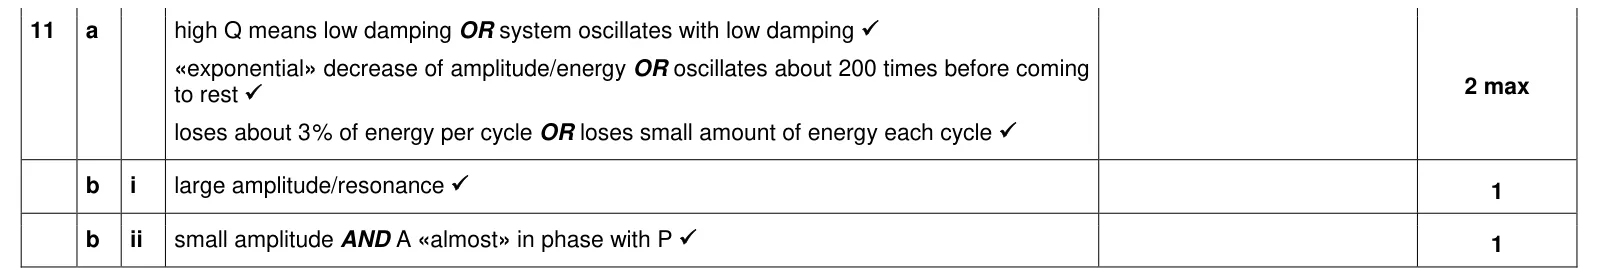 11 a high Q means low damping OR system oscillates with low damping ✓
«exponential» decrease of amplitude/energy OR oscillates about 200 times before coming
to rest ✓
2 max
loses about 3% of energy per cycle OR loses small amount of energy each cycle ✓
b i large amplitude/resonance ✓ 1
b ii small amplitude AND A «almost» in phase with P ✓ 1